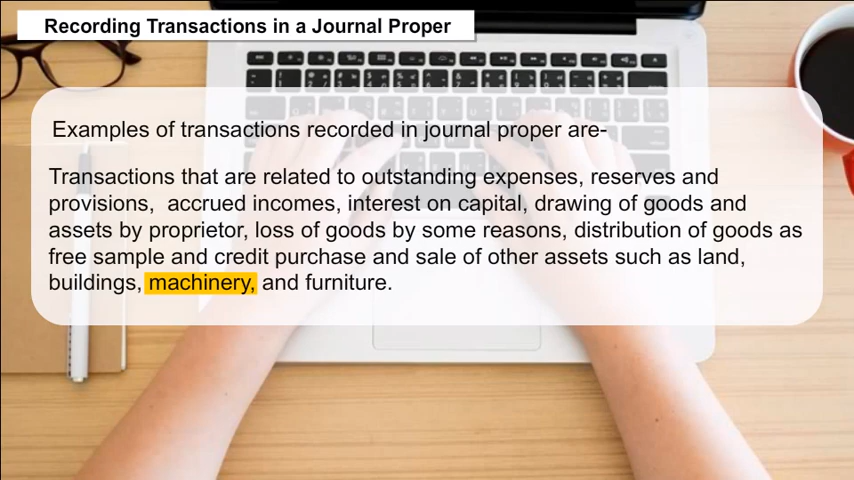 Recording Transactions in a Journal Proper
Examples of transactions recorded in journal proper are-
Transactions that are related to outstanding expenses, reserves and
provisions, accrued incomes, interest on capital, drawing of goods and
assets by proprietor, loss of goods by some reasons, distribution of goods as
free sample and credit purchase and sale of other assets such as land,
buildings, machinery, and furniture.